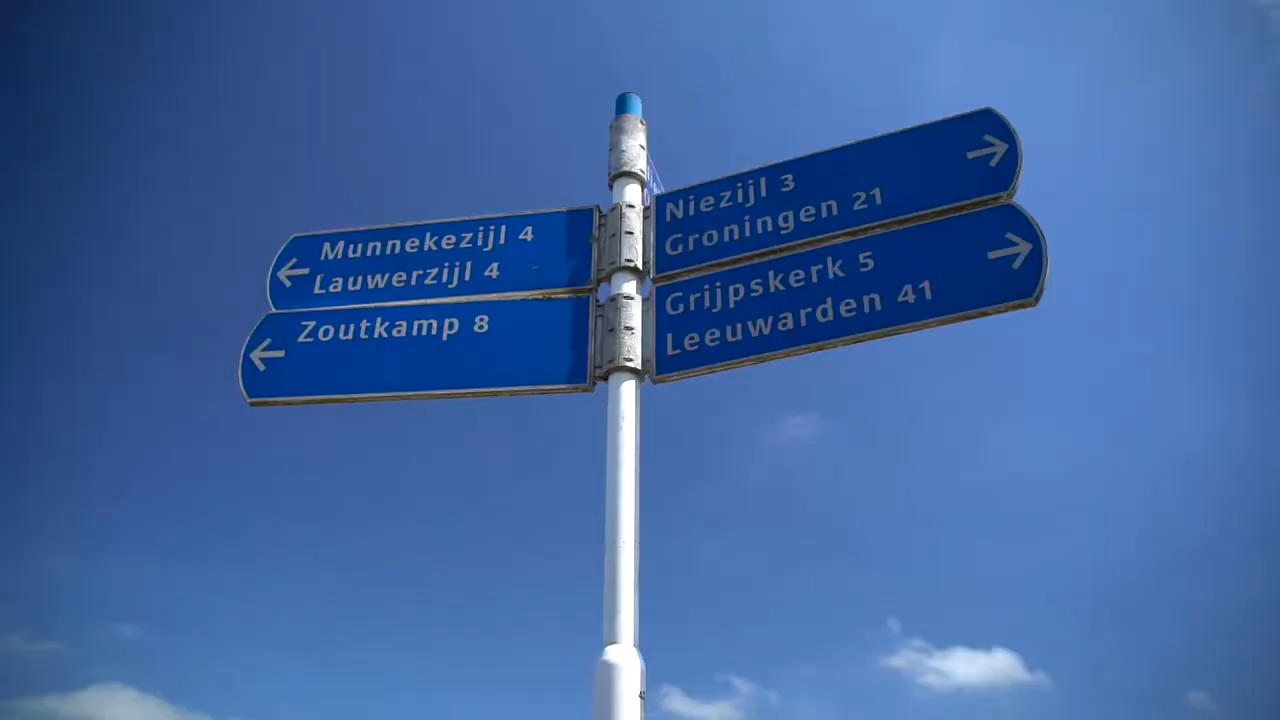 Munnekezijl 4
Lauwerzijl 4
Zoutkamp 8
Niezijl 3
Groningen 21
Grijpskerk 5
Leeuwarden 41